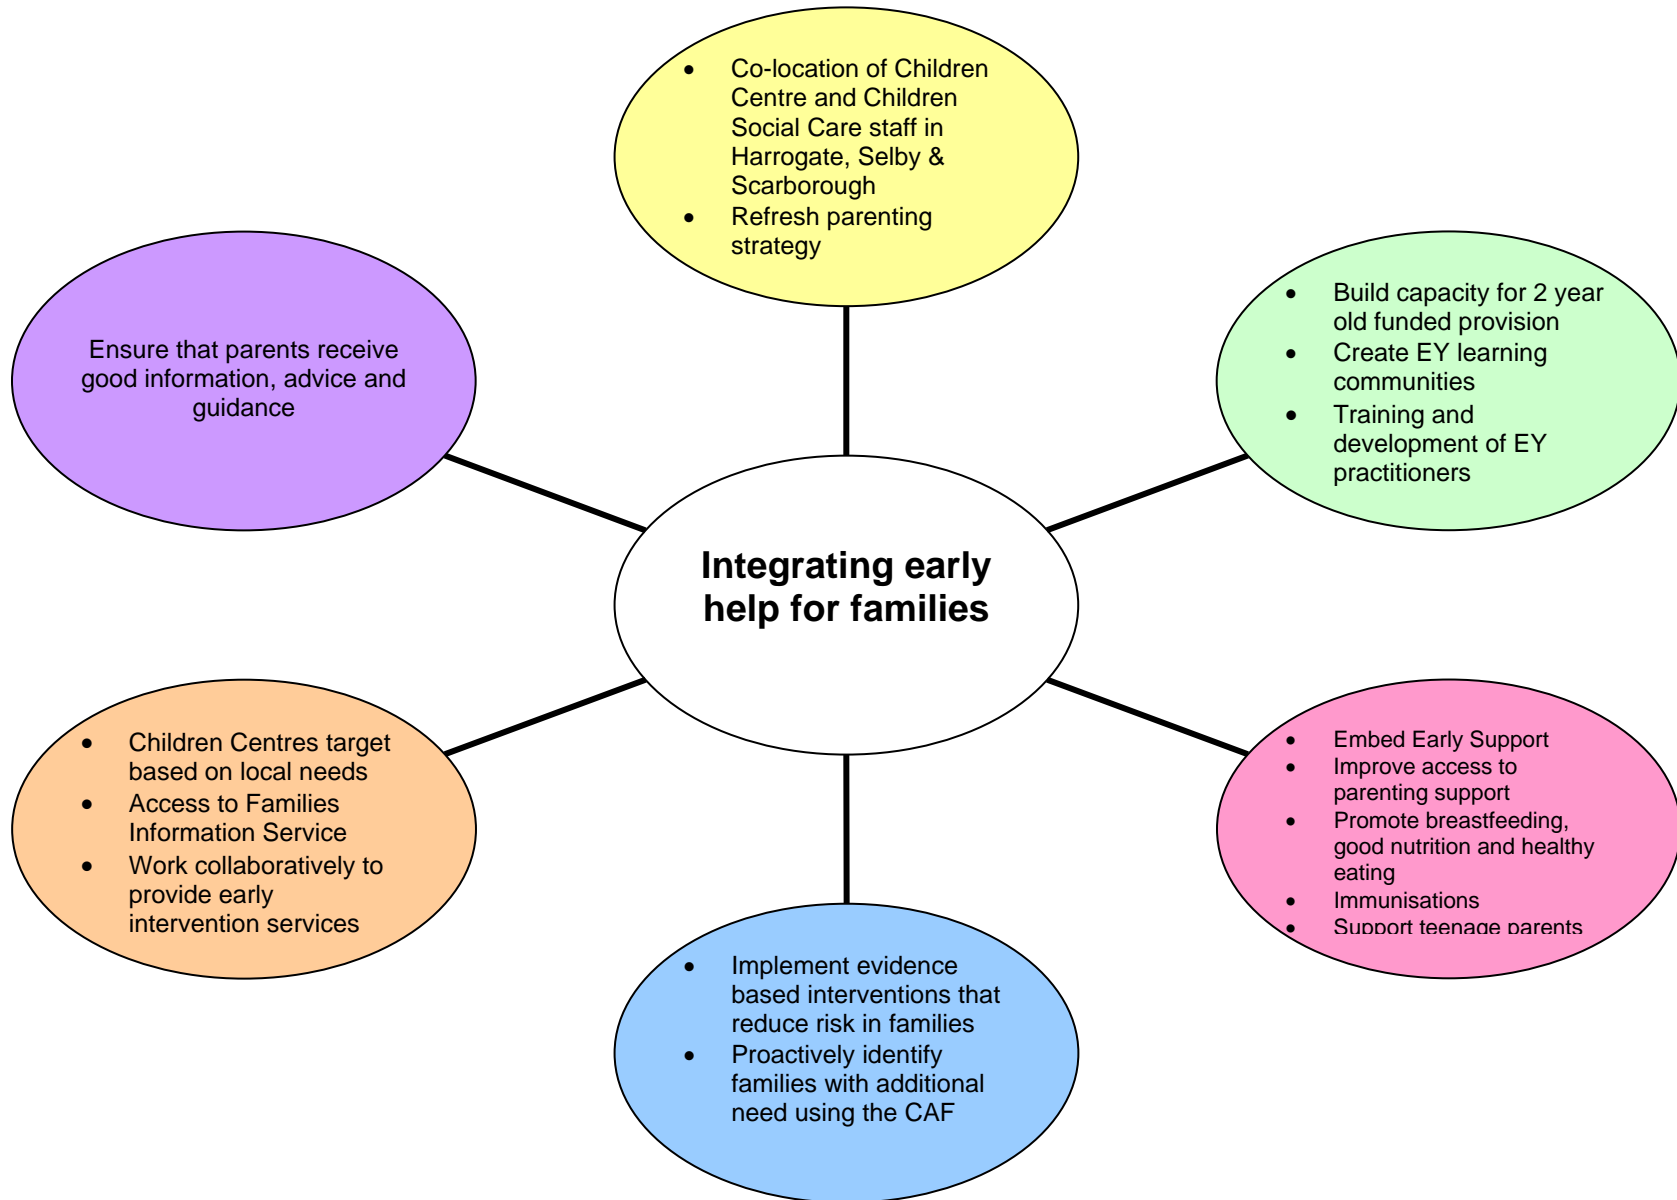 • Co-location of Children
Centre and Children
Social Care staff in
Harrogate, Selby &
Scarborough
• Refresh parenting
strategy
Ensure that parents receive
good information, advice and
guidance
• Build capacity for 2 year
old funded provision
• Create EY learning
communities
• Training and
development of EY
practitioners
Integrating early
help for families
• Children Centres target
based on local needs
• Access to Families
Information Service
• Work collaboratively to
provide early
intervention services
• Embed Early Support
• Improve access to
parenting support
• Promote breastfeeding,
good nutrition and healthy
eating
• Immunisations
• Support teenage parents
• Implement evidence
based interventions that
reduce risk in families
• Proactively identify
families with additional
need using the CAF